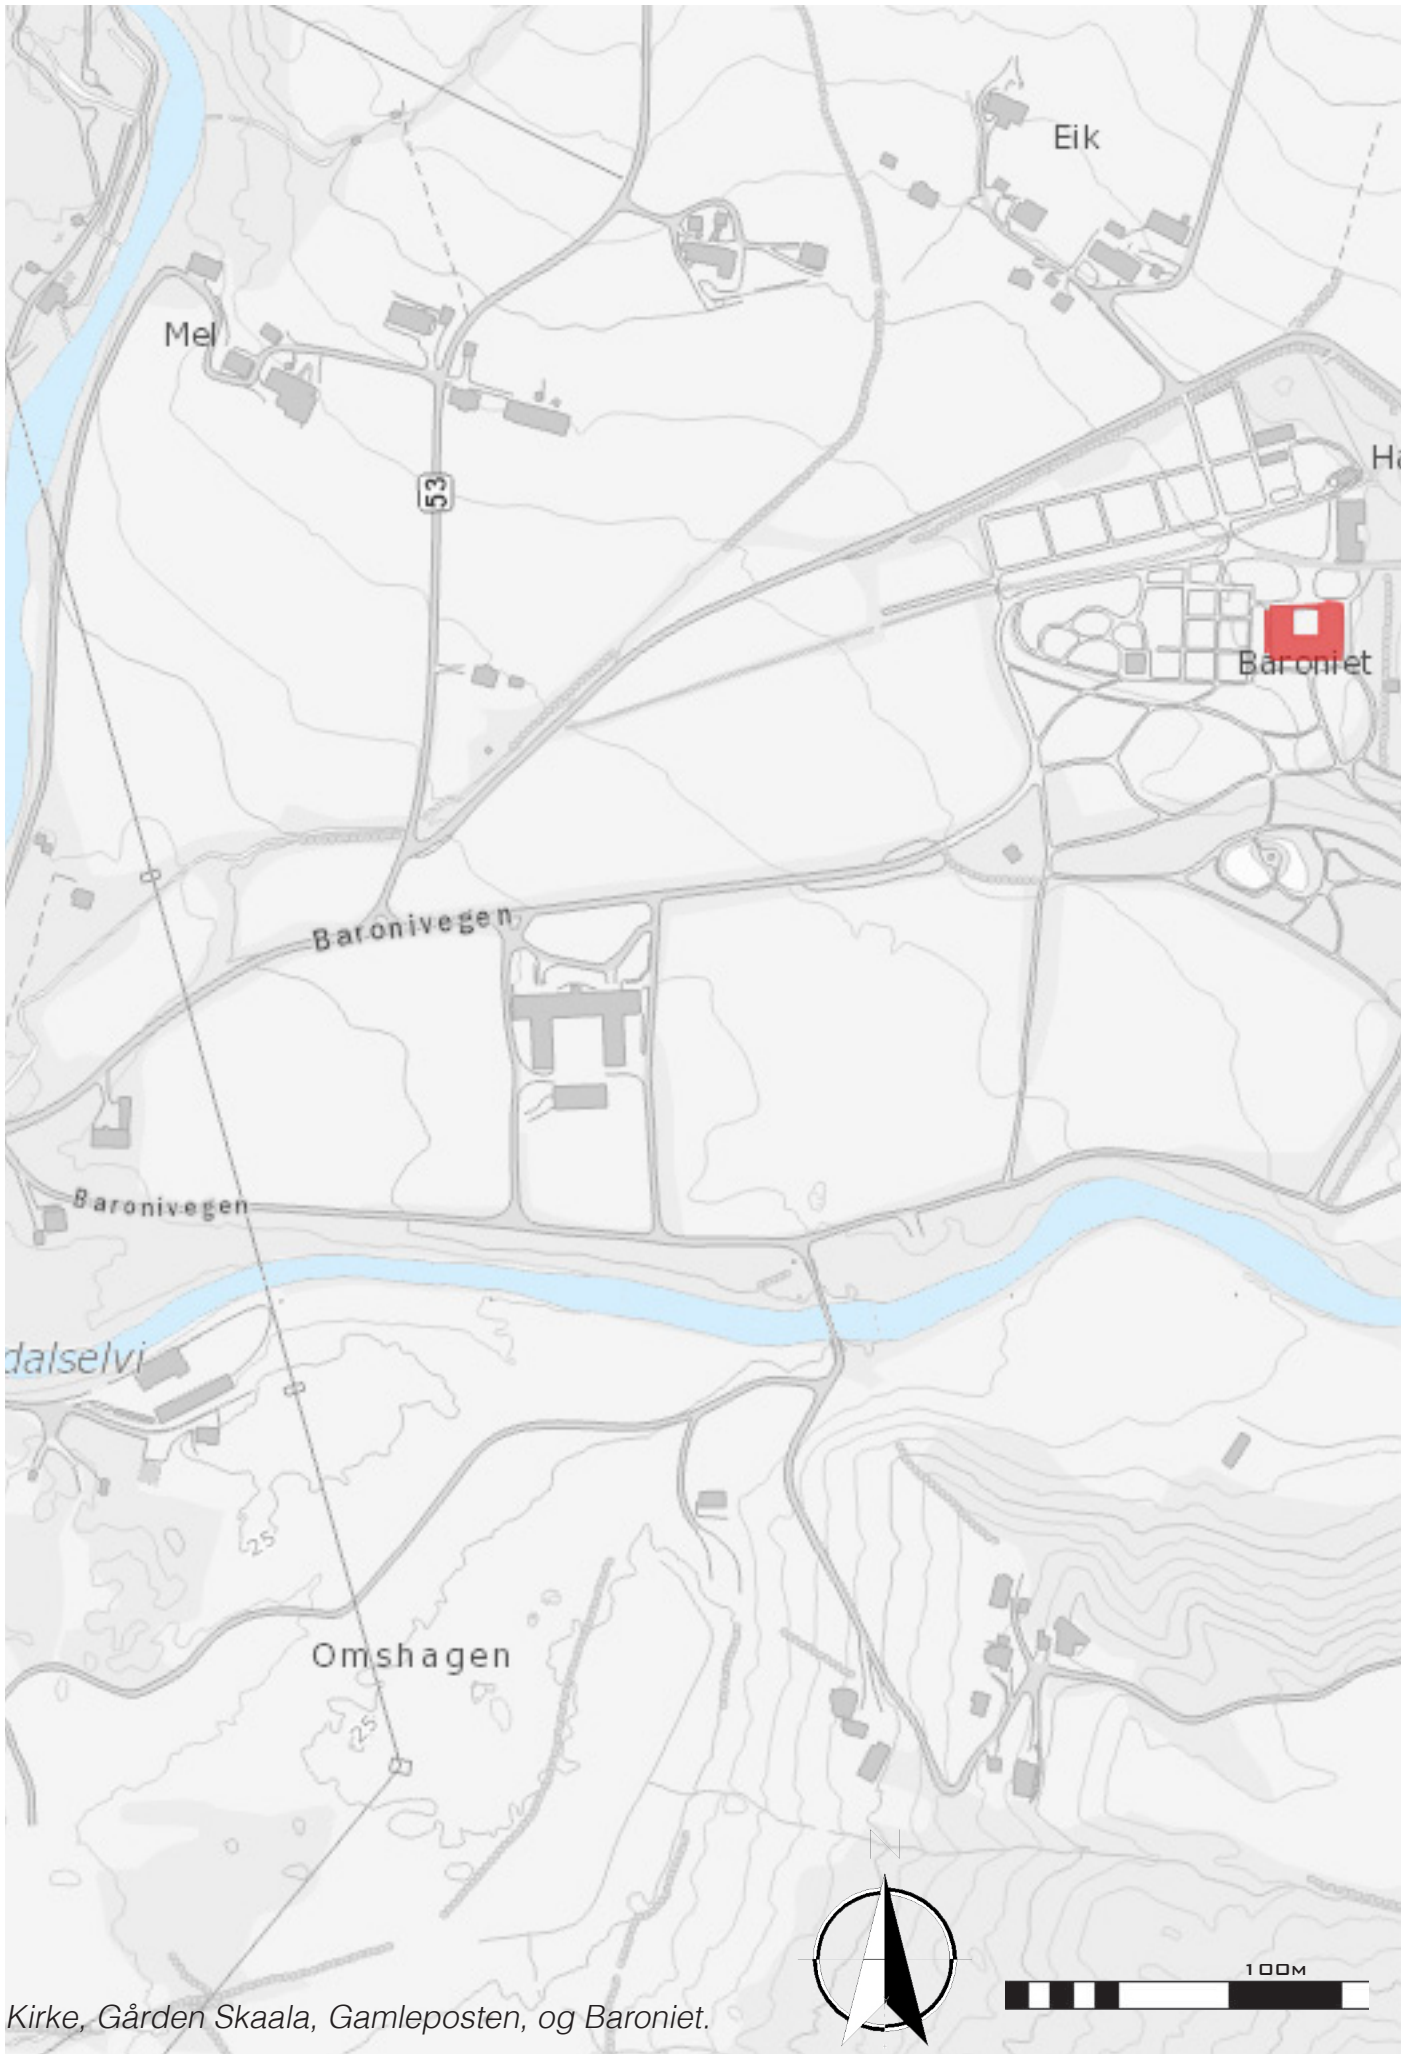 Eik
Mel
Ha
53
Baroniet
Baronivegen
Baronivegen
dalselvi
25
Omshagen
25
N
100M
Kirke, Gården Skaala, Gamleposten, og Baroniet.